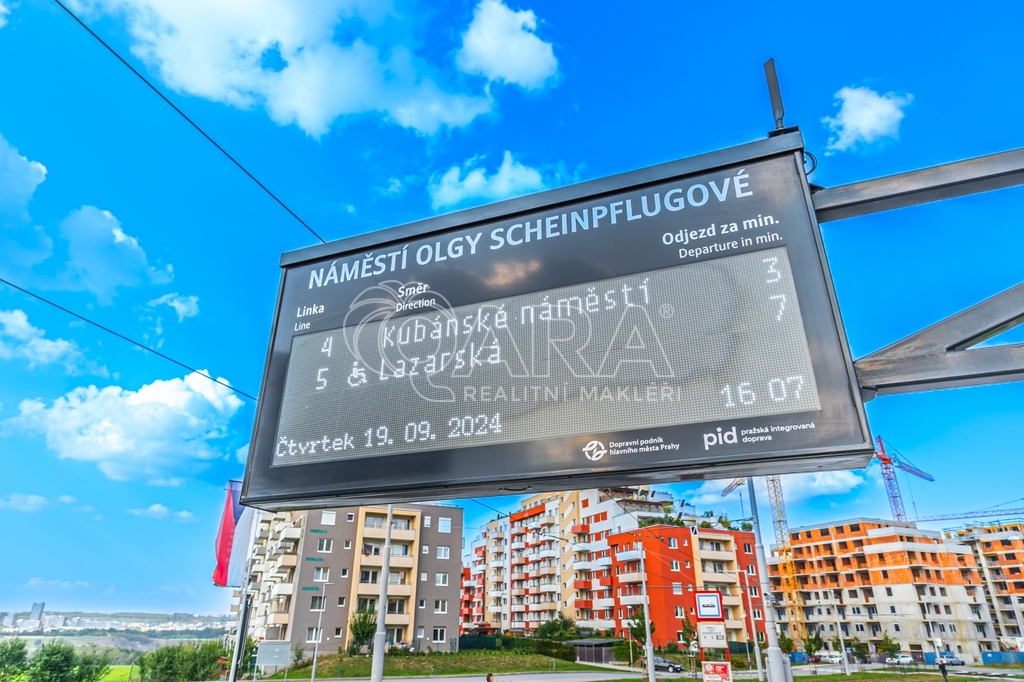 NÁMĚSTÍ OLGY SCHEINPFLUGOVÉ
Linka
Line
Směr
Direction
Odjezd za min.
Departure in min.
4 Kubánské náměstí 3
5 Lazarská 7
Čtvrtek 19. 09. 2024 16 07
Dopravní podnik
hlavního města Prahy
pid pražská integrovaná
doprava
QARA®
REALITNÍ MAKLÉŘI